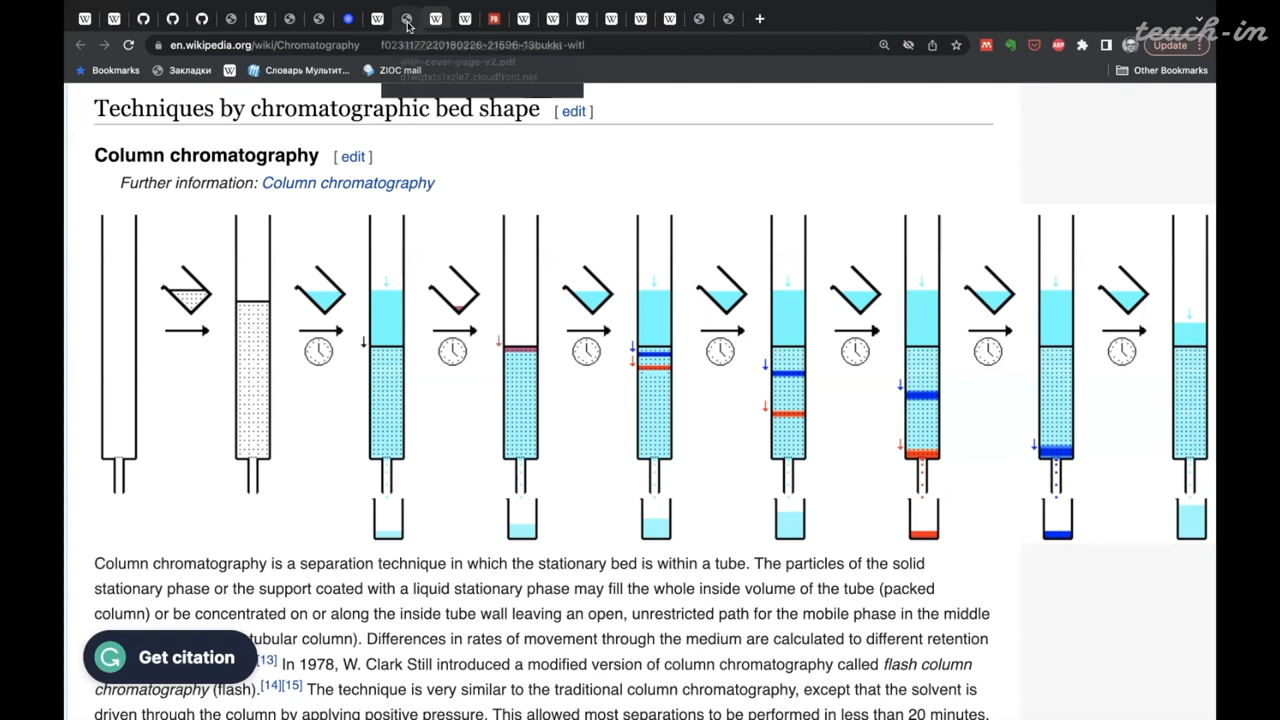 teach-in
en.wikipedia.org/wiki/Chromatography
Update
Bookmarks
Закладки
Словарь Мультит...
ZIOC mail
Other Bookmarks
Techniques by chromatographic bed shape [ edit ]
Column chromatography [ edit ]
Further information: Column chromatography
Column chromatography is a separation technique in which the stationary bed is within a tube. The particles of the solid
stationary phase or the support coated with a liquid stationary phase may fill the whole inside volume of the tube (packed
column) or be concentrated on or along the inside tube wall leaving an open, unrestricted path for the mobile phase in the middle
tubular column). Differences in rates of movement through the medium are calculated to different retention
[13] In 1978, W. Clark Still introduced a modified version of column chromatography called flash column
chromatography (flash).[14][15] The technique is very similar to the traditional column chromatography, except that the solvent is
driven through the column by applying positive pressure. This allowed most separations to be performed in less than 20 minutes,
Get citation